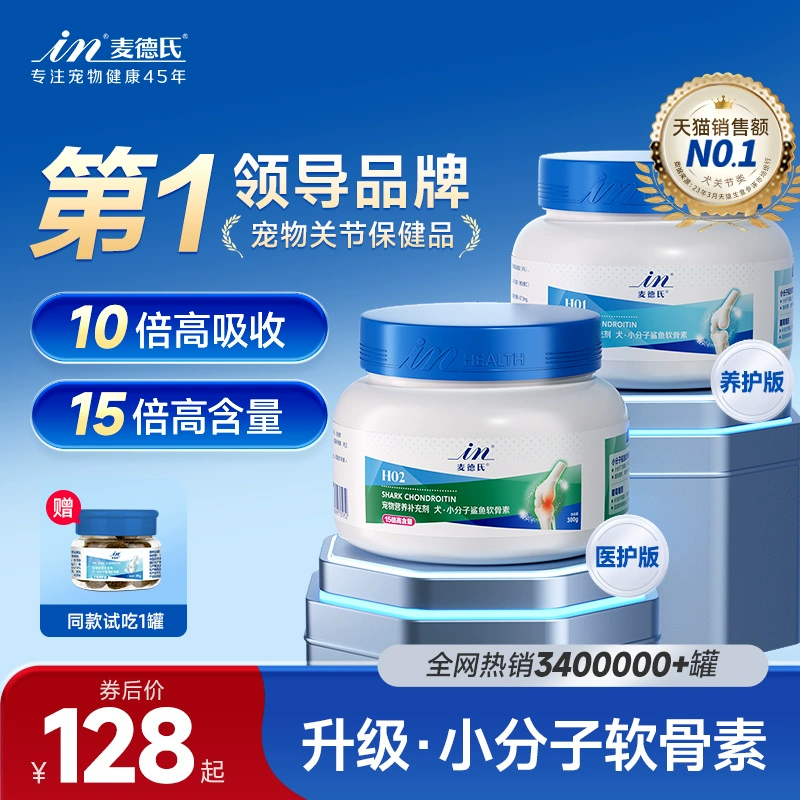 in® 麦德氏®
专注宠物健康45年
天猫销售额
NO.1
犬关节类
第1 领导品牌
宠物关节保健品
10倍高吸收
15倍高含量
in®
麦德氏®
H01
CHONDROITIN
犬·小分子鲨鱼软骨素
养护版
in HEALTH
in®
麦德氏®
H02
SHARK CHONDROITIN
宠物营养补充剂 犬·小分子鲨鱼软骨素
15倍高含量
300g
医护版
赠
in
同款试吃1罐
全网热销3400000+罐
券后价
¥128起
升级·小分子软骨素